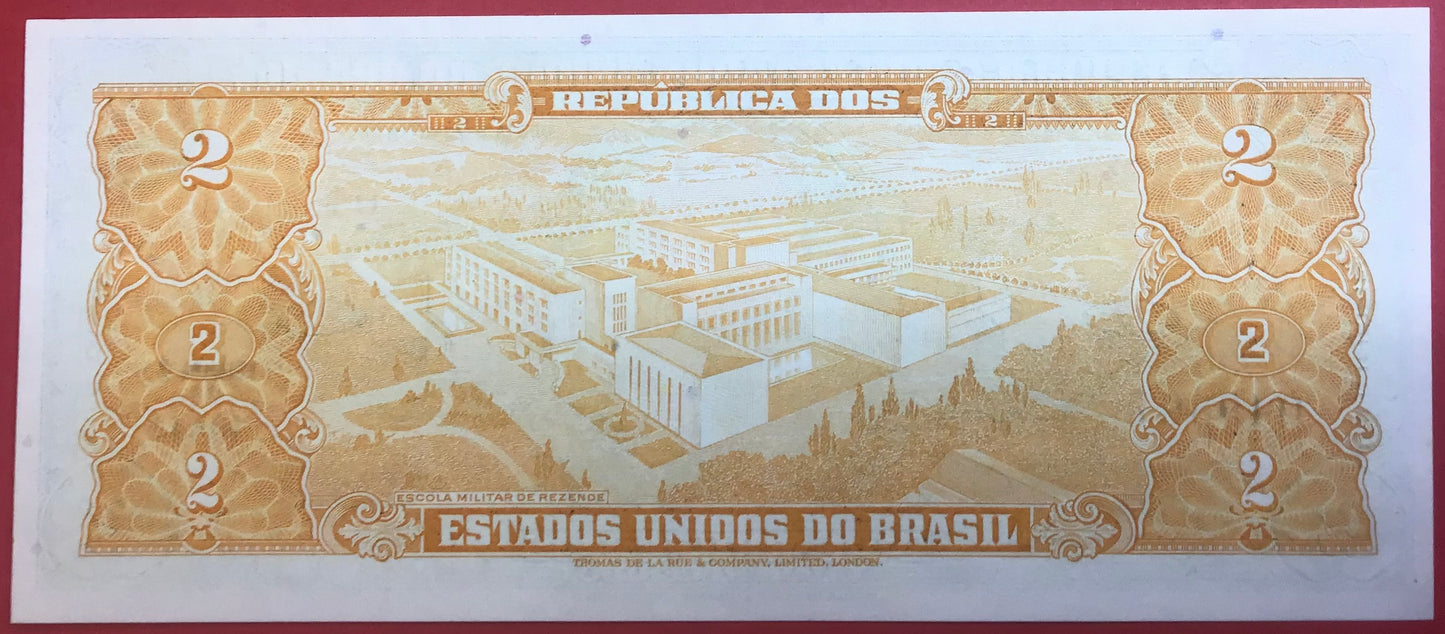 REPÚBLICA DOS
2 2
2 2
2 2
2 2
ESCOLA MILITAR DE REZENDE
ESTADOS UNIDOS DO BRASIL
THOMAS DE LA RUE & COMPANY, LIMITED, LONDON.